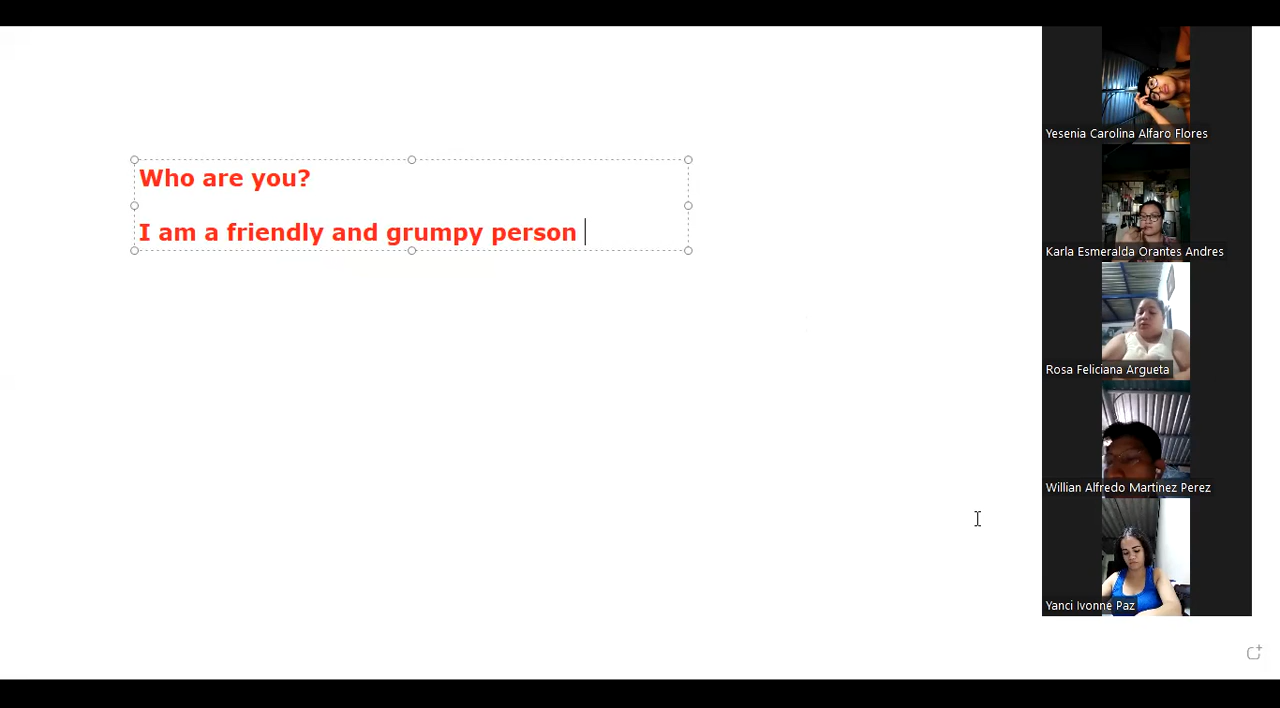 Who are you?
I am a friendly and grumpy person
Yesenia Carolina Alfaro Flores
Karla Esmeralda Orantes Andres
Rosa Feliciana Argueta
Willian Alfredo Martinez Perez
Yanci Ivonne Paz